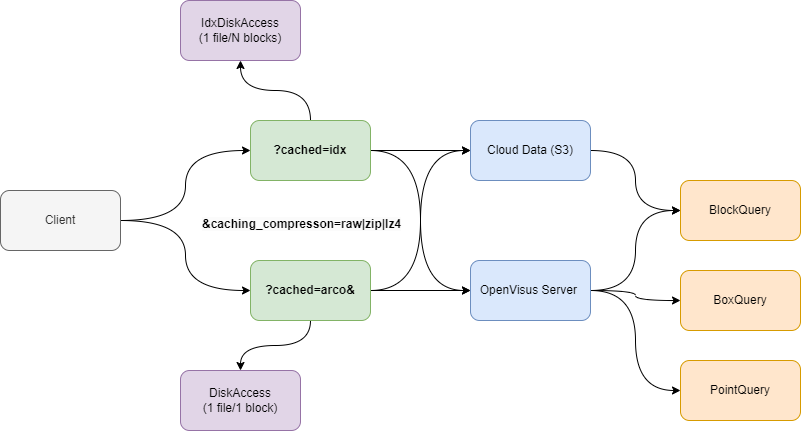 IdxDiskAccess
(1 file/N blocks)
?cached=idx
Cloud Data (S3)
BlockQuery
Client
&caching_compresson=raw|zip|lz4
?cached=arco&
OpenVisus Server
BoxQuery
DiskAccess
(1 file/1 block)
PointQuery